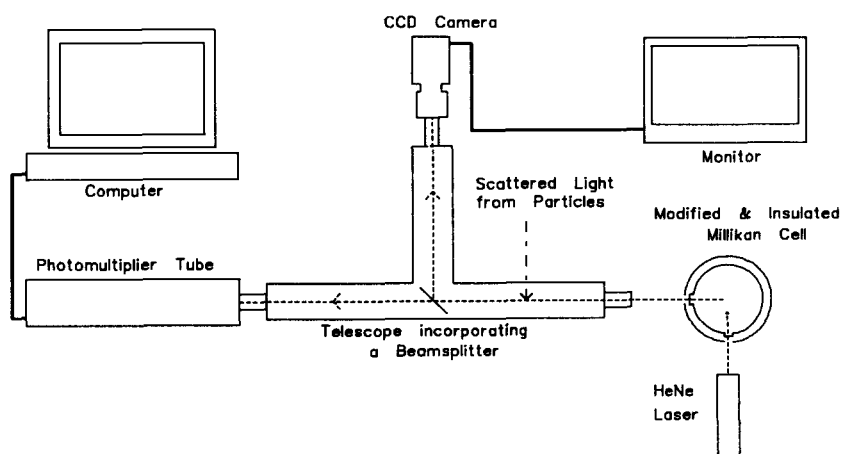 CCD Camera
Computer
Monitor
Scattered Light
from Particles
Modified & Insulated
Millikan Cell
Photomultiplier Tube
Telescope incorporating
a Beamsplitter
HeNe
Laser